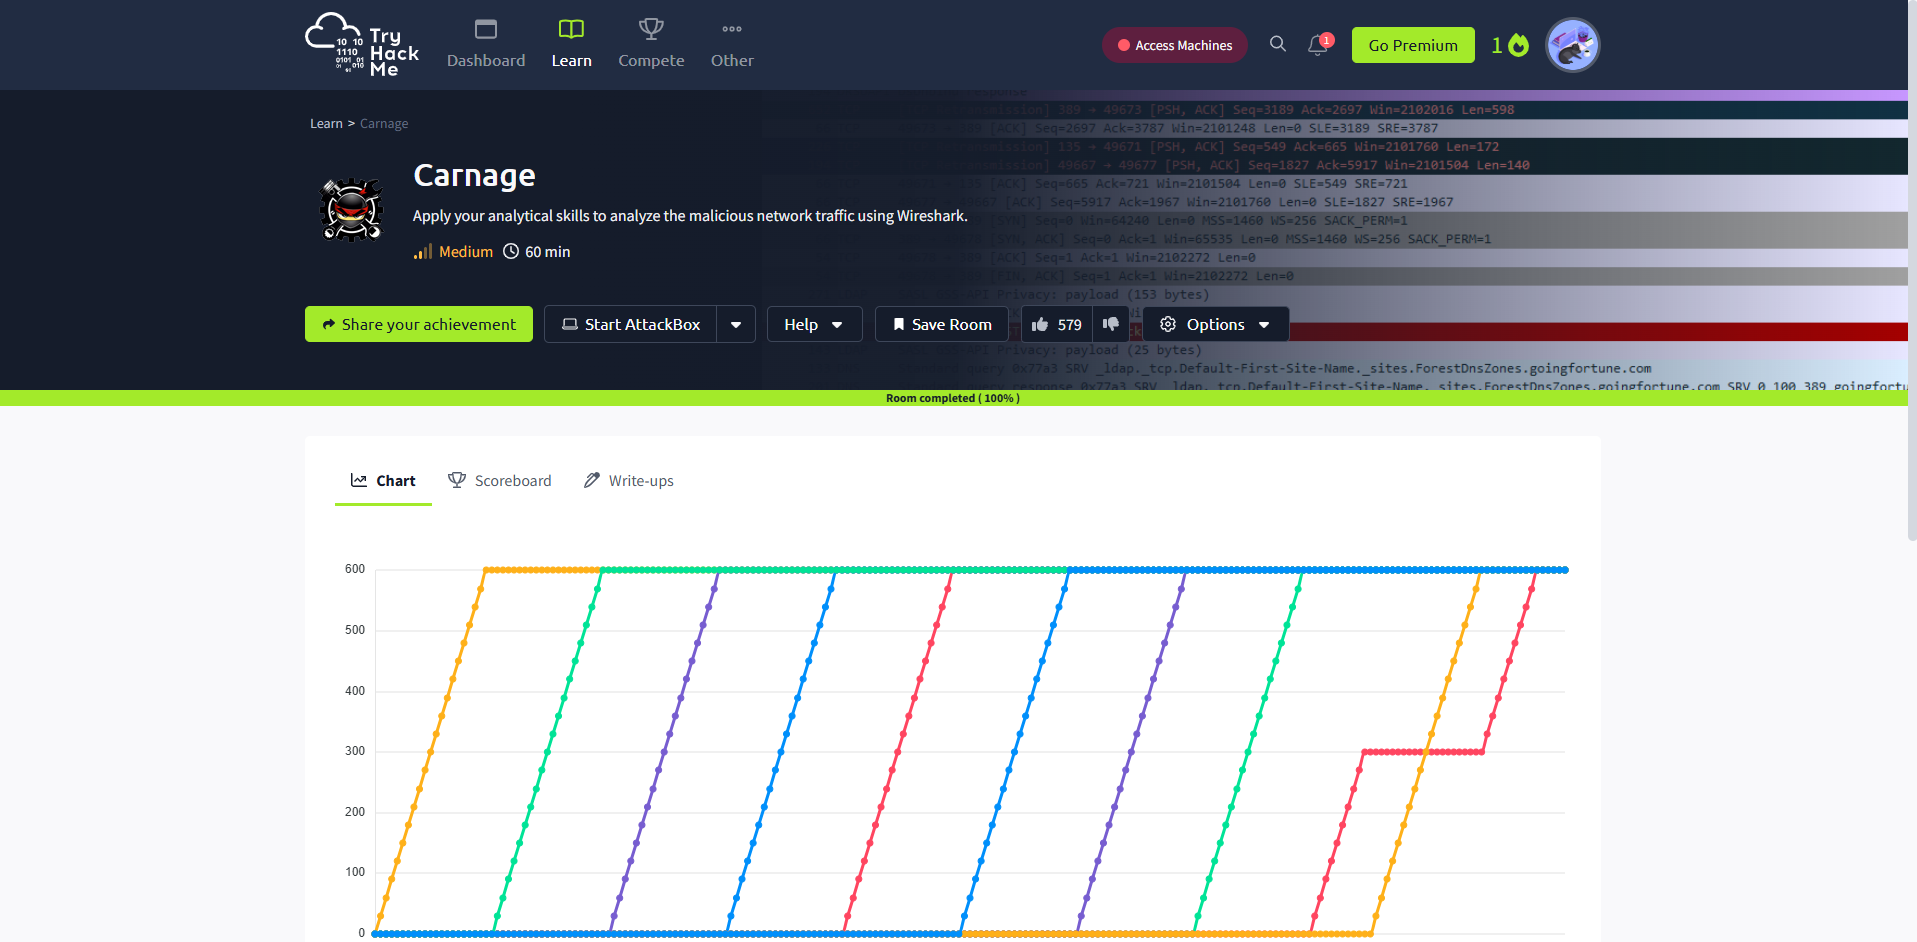 Try
Hack
Me
10 10
1110
0101 01
01 010
Dashboard
Learn
Compete
Other
Access Machines
1
Go Premium
1
Learn > Carnage
Carnage
Apply your analytical skills to analyze the malicious network traffic using Wireshark.
Medium
60 min
Share your achievement
Start AttackBox
Help
Save Room
579
Options
389 → 49673 [PSH, ACK] Seq=3189 Ack=2697 Win=2102016 Len=598
[ACK] Seq=2697 Ack=3787 Win=2101248 Len=0 SLE=3189 SRE=3787
135 → 49671 [PSH, ACK] Seq=549 Ack=665 Win=2101760 Len=172
49667 → 49677 [PSH, ACK] Seq=1827 Ack=5917 Win=2101504 Len=140
[ACK] Seq=665 Ack=721 Win=2101504 Len=0 SLE=549 SRE=721
[ACK] Seq=5917 Ack=1967 Win=2101760 Len=0 SLE=1827 SRE=1967
[SYN] Seq=0 Win=64240 Len=0 MSS=1460 WS=256 SACK_PERM=1
[SYN, ACK] Seq=0 Ack=1 Win=65535 Len=0 MSS=1460 WS=256 SACK_PERM=1
[ACK] Seq=1 Ack=1 Win=2102272 Len=0
[FIN, ACK] Seq=1 Ack=1 Win=2102272 Len=0
API Privacy: payload (153 bytes)
API Privacy: payload (25 bytes)
query 0x77a3 SRV _ldap._tcp.Default-First-Site-Name._sites.ForestDnsZones.goingfortune.com
query response 0x77a3 SRV _ldap._tcp.Default-First-Site-Name._sites.ForestDnsZones.goingfortune.com SRV 0 100 389
Room completed ( 100% )
Chart
Scoreboard
Write-ups
600
500
400
300
200
100
0